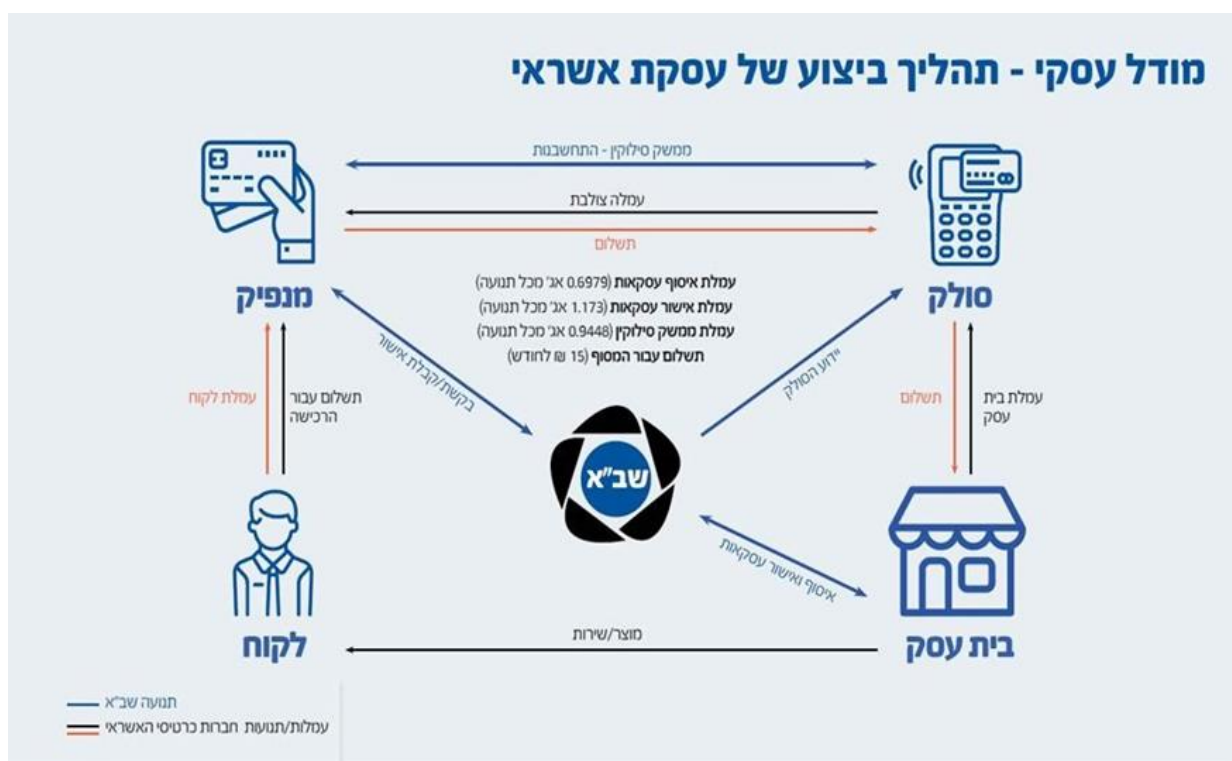 מודל עסקי - תהליך ביצוע של עסקת אשראי
ממשק סילוקין - התחשבנות
עמלה צולבת
תשלום
סולק
מנפיק
עמלת איסוף עסקאות (0.6979 אג' מכל תנועה)
עמלת אישור עסקאות (1.173 אג' מכל תנועה)
עמלת ממשק סילוקין (0.9448 אג' מכל תנועה)
תשלום עבור המסוף (15 ₪ לחודש)
יידוע הסולק
בקשת/קבלת אישור
עמלת בית
עסק
תשלום
תשלום עבור
הרכישה
עמלת לקוח
שב"א
איסוף ואישור עסקאות
מוצר/שירות
בית עסק
לקוח
תנועה שב"א
עמלות/תנועות חברות כרטיסי האשראי